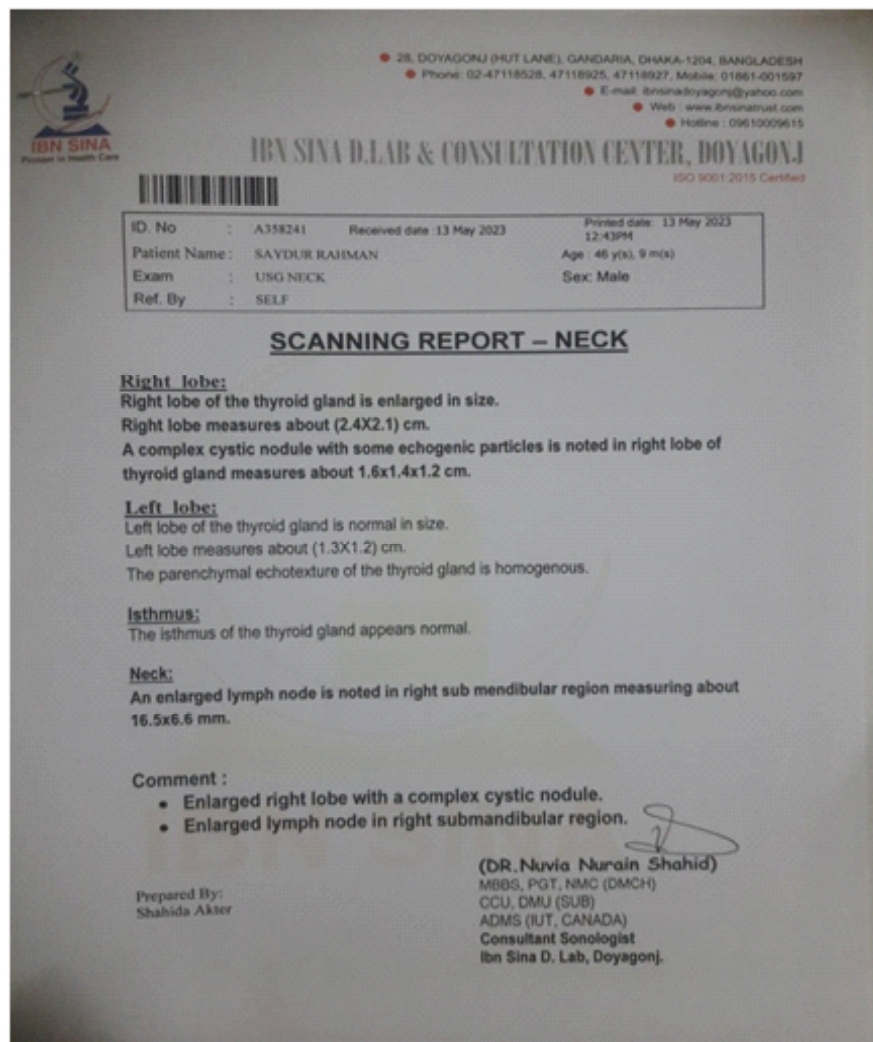 28, DOYAGONJ (HUT LANE), GANDARIA, DHAKA-1204, BANGLADESH
Phone: 02-47118528, 47118925, 47118927, Mobile: 01861-001597
E-mail: ibnsinadoyagonj@yahoo.com
Web : www.ibnsinatrust.com
Hotline : 09610009615
IBN SINA
Pioneer in Health Care
IBN SINA D.LAB & CONSULTATION CENTER, DOYAGONJ
ISO 9001:2015 Certified
ID. No : A358241 Received date :13 May 2023 Printed date: 13 May 2023
12:43PM
Patient Name : SAYDUR RAHMAN Age : 46 y(s), 9 m(s)
Exam : USG NECK Sex: Male
Ref. By : SELF
SCANNING REPORT – NECK
Right lobe:
Right lobe of the thyroid gland is enlarged in size.
Right lobe measures about (2.4X2.1) cm.
A complex cystic nodule with some echogenic particles is noted in right lobe of
thyroid gland measures about 1.6x1.4x1.2 cm.
Left lobe:
Left lobe of the thyroid gland is normal in size.
Left lobe measures about (1.3X1.2) cm.
The parenchymal echotexture of the thyroid gland is homogenous.
Isthmus:
The isthmus of the thyroid gland appears normal.
Neck:
An enlarged lymph node is noted in right sub mendibular region measuring about
16.5x6.6 mm.
Comment :
• Enlarged right lobe with a complex cystic nodule.
• Enlarged lymph node in right submandibular region.
(DR.Nuvia Nurain Shahid)
MBBS, PGT, NMC (DMCH)
CCU, DMU (SUB)
ADMS (IUT, CANADA)
Consultant Sonologist
Ibn Sina D. Lab, Doyagonj.
Prepared By:
Shahida Akter
IBN SINA